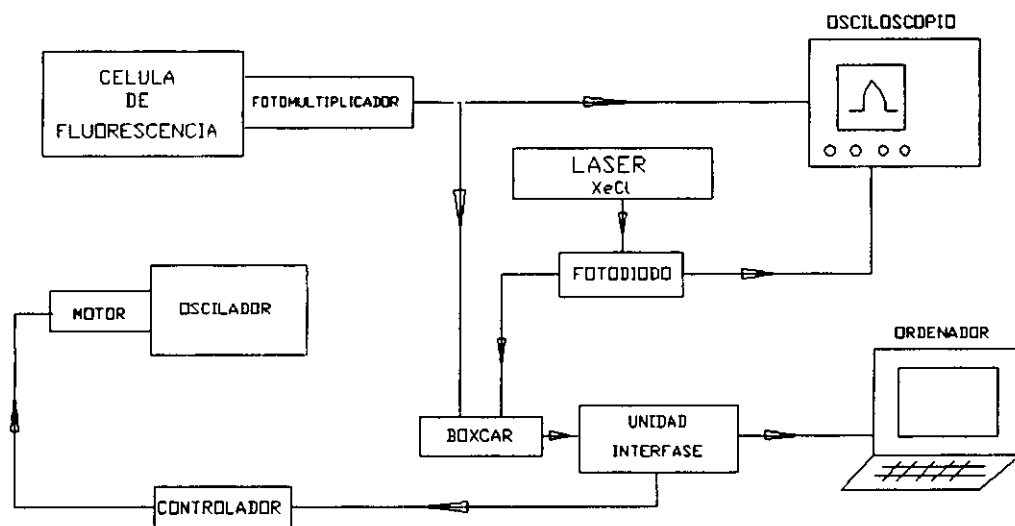 OSCILOSCOPIO
CELULA
DE
FLUORESCENCIA
FOTOMULTIPLICADOR
LASER
XeCl
FOTODIODO
MOTOR
OSCILADOR
ORDENADOR
BOXCAR
UNIDAD
INTERFASE
CONTROLADOR